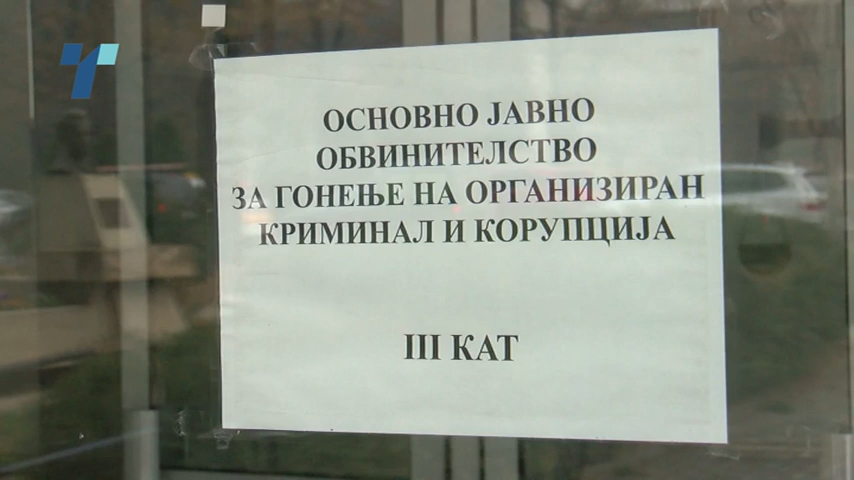 ОСНОВНО ЈАВНО
ОБВИНИТЕЛСТВО
ЗА ГОНЕЊЕ НА ОРГАНИЗИРАН
КРИМИНАЛ И КОРУПЦИЈА
III КАТ